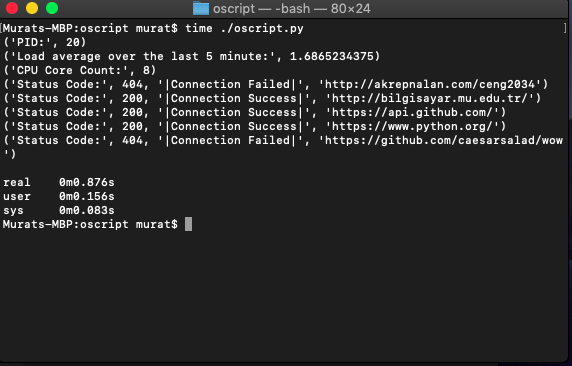 oscript — -bash — 80×24
[Murats-MBP:oscript murat$ time ./oscript.py ]
('PID:', 20)
('Load average over the last 5 minute:', 1.6865234375)
('CPU Core Count:', 8)
('Status Code:', 404, '|Connection Failed|', 'http://akrepnalan.com/ceng2034')
('Status Code:', 200, '|Connection Success|', 'http://bilgisayar.mu.edu.tr/')
('Status Code:', 200, '|Connection Success|', 'https://api.github.com/')
('Status Code:', 200, '|Connection Success|', 'https://www.python.org/')
('Status Code:', 404, '|Connection Failed|', 'https://github.com/caesarsalad/wow
')
real 0m0.876s
user 0m0.156s
sys 0m0.083s
Murats-MBP:oscript murat$